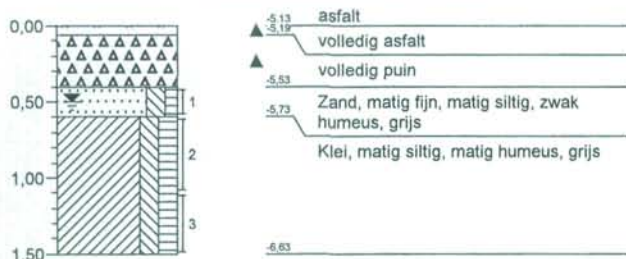 0,00
0,50
1,00
1,50
1
2
3
-5,13 asfalt
-5,19
volledig asfalt
volledig puin
-5,53
Zand, matig fijn, matig siltig, zwak
-5,73
humeus, grijs
Klei, matig siltig, matig humeus, grijs
-6,63